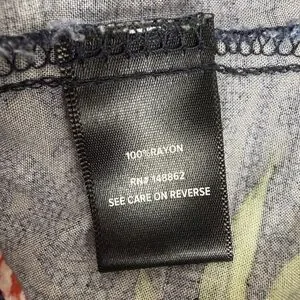 100% RAYON
RN# 148862
SEE CARE ON REVERSE